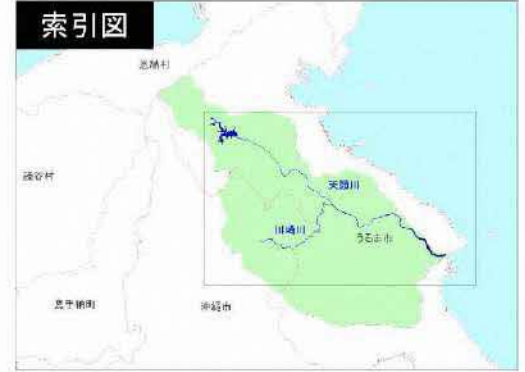 索引図
恩納村
読谷村
天願川
川崎川
うるま市
嘉手納町
沖縄市